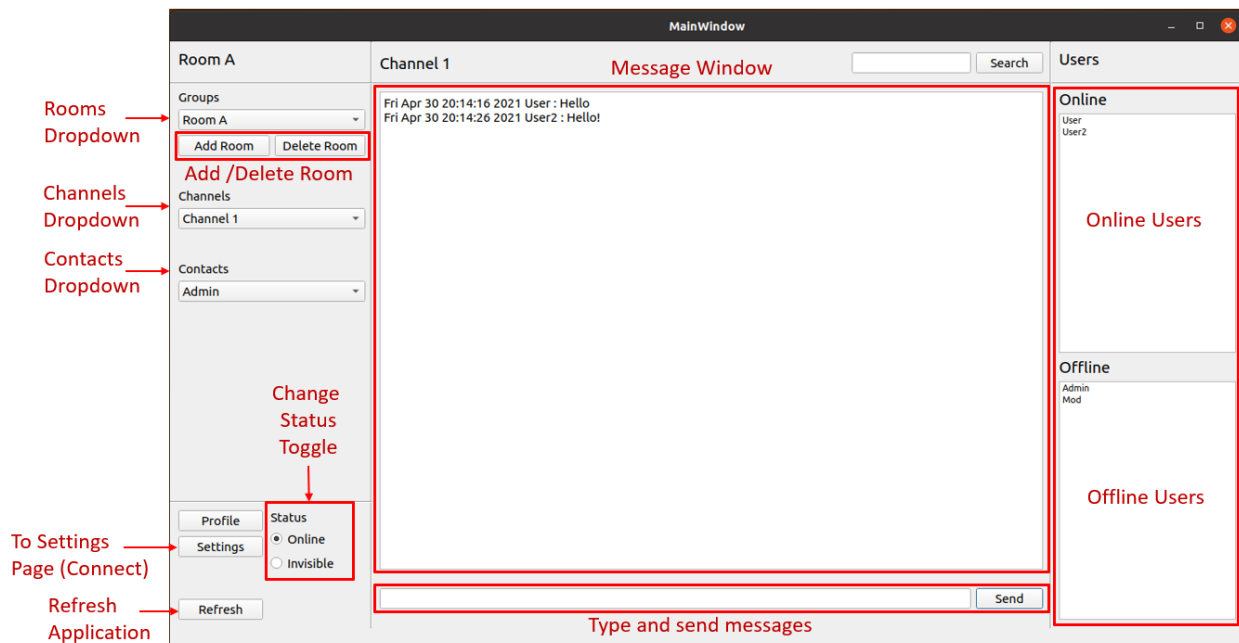 MainWindow
Room A
Channel 1
Message Window
Search
Users
Rooms
Dropdown
Groups
Room A
Add Room
Delete Room
Add /Delete Room
Channels
Dropdown
Channels
Channel 1
Contacts
Dropdown
Contacts
Admin
Fri Apr 30 20:14:16 2021 User : Hello
Fri Apr 30 20:14:26 2021 User2 : Hello!
Online
User
User2
Online Users
Offline
Admin
Mod
Offline Users
Change
Status
Toggle
Profile
Status
Online
Settings
Invisible
To Settings
Page (Connect)
Refresh
Application
Refresh
Send
Type and send messages